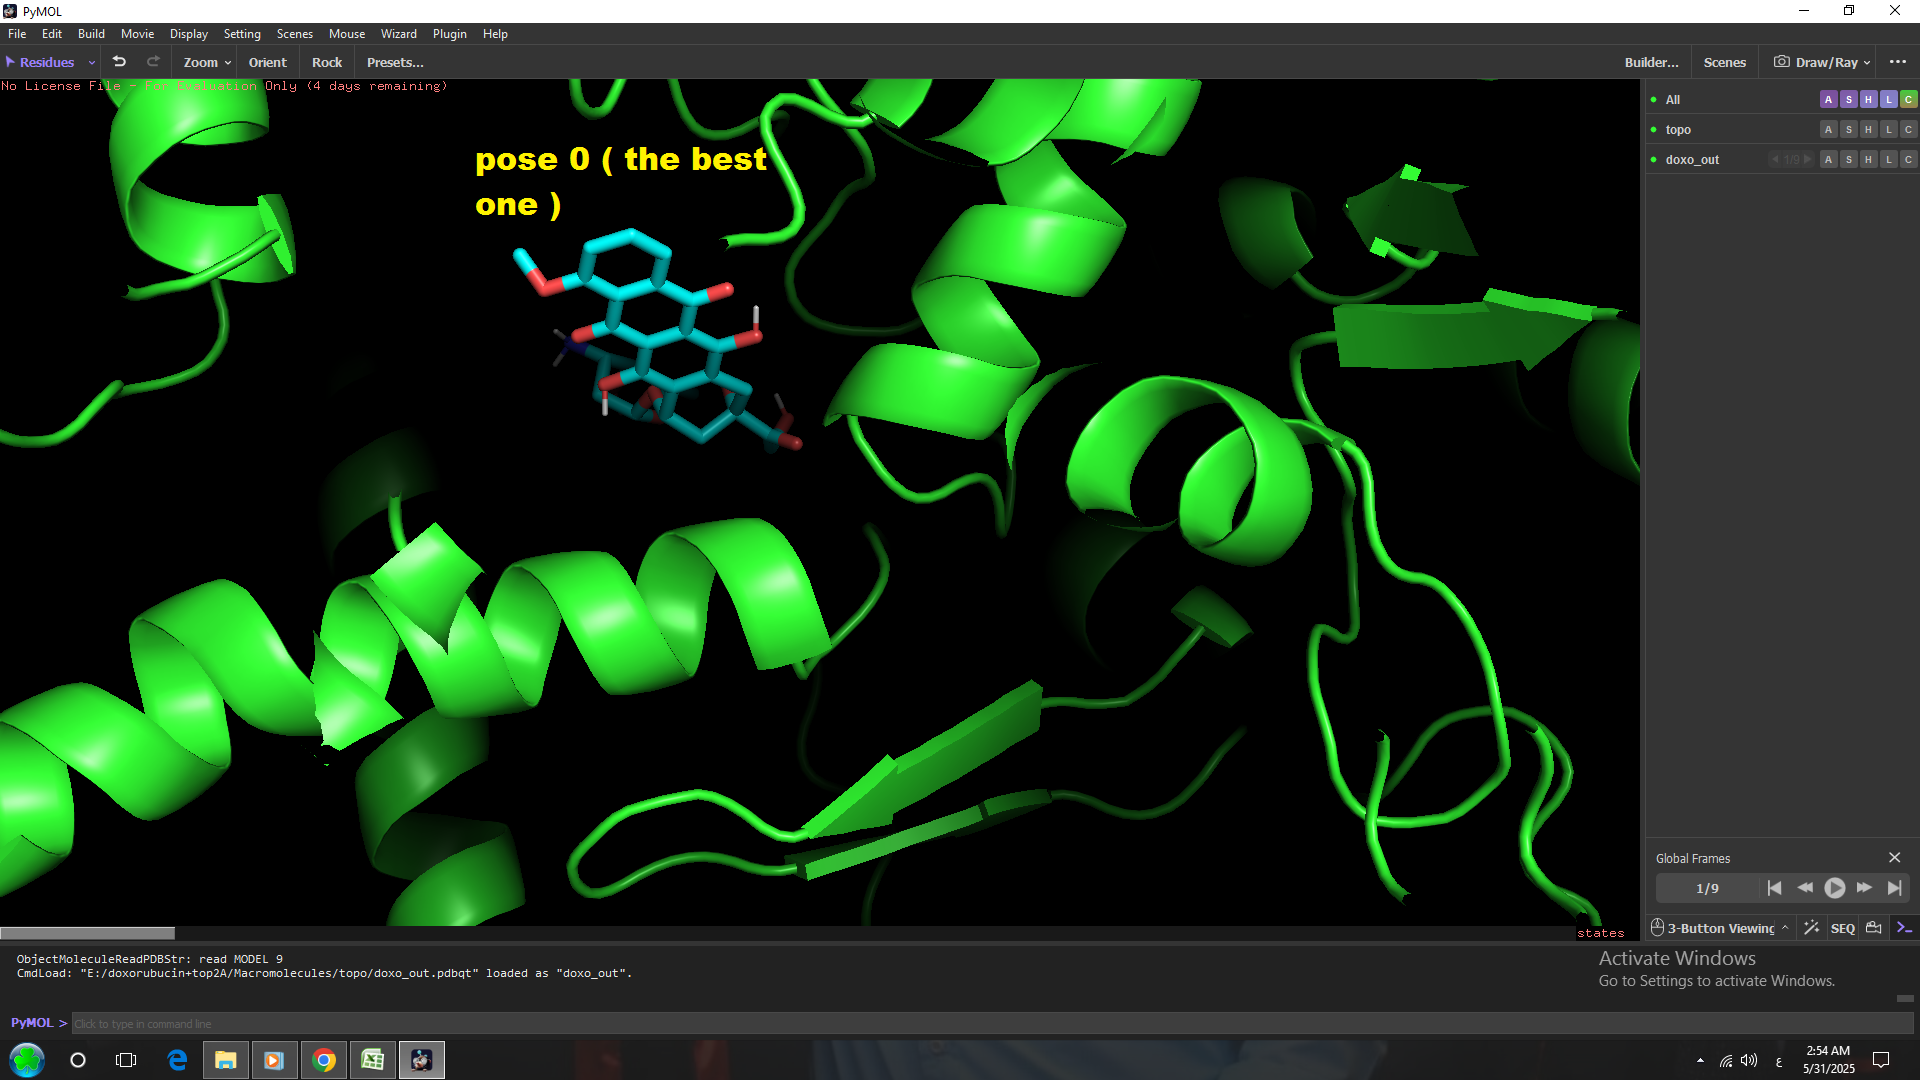 PyMOL
File Edit Build Movie Display Setting Scenes Mouse Wizard Plugin Help
Residues Zoom Orient Rock Presets... Builder... Scenes Draw/Ray
No License File - For Evaluation Only (4 days remaining)
All A S H L C
topo A S H L C
doxo_out 1/9 A S H L C
pose 0 ( the best
one )
Global Frames
1/9
3-Button Viewing SEQ
states
ObjectMoleculeReadPDBStr: read MODEL 9
CmdLoad: "E:/doxorubucin+top2A/Macromolecules/topo/doxo_out.pdbqt" loaded as "doxo_out".
Activate Windows
Go to Settings to activate Windows.
PyMOL > Click to type in command line
ع
2:54 AM
5/31/2025